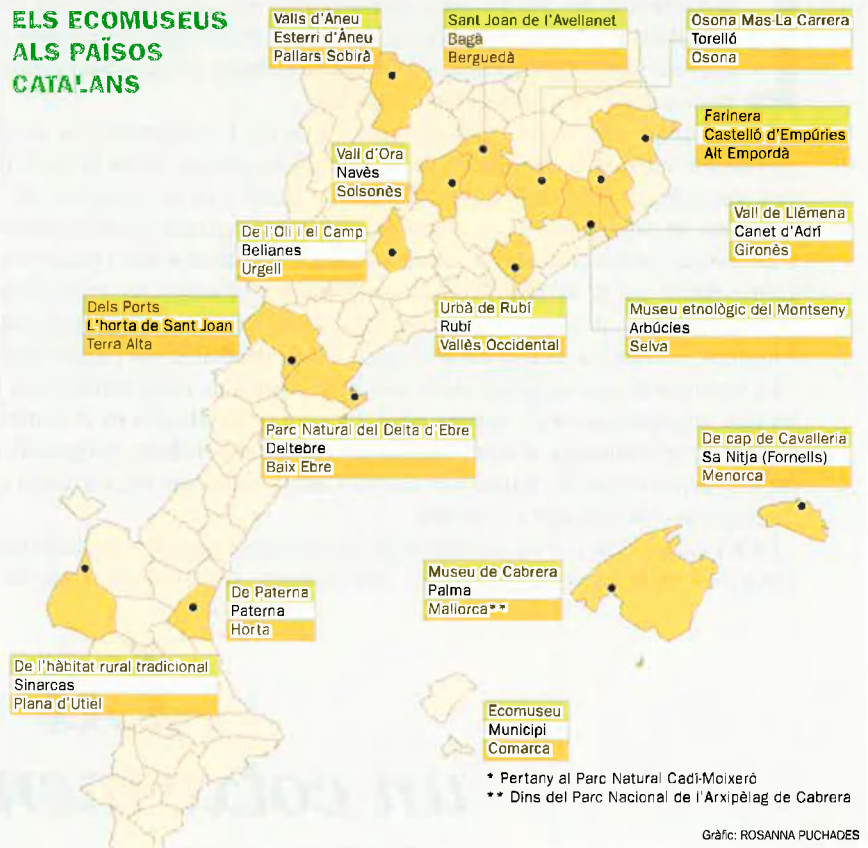 ELS ECOMUSEUS
ALS PAÏSOS
CATALANS
Valls d'Àneu
Esterri d'Àneu
Pallars Sobirà
Sant Joan de l'Avellanet
Bagà
Berguedà
Osona Mas-La Carrera
Torelló
Osona
Farinera
Castelló d'Empúries
Alt Empordà
Vall d'Ora
Navès
Solsonès
Vall de Llémena
Canet d'Adri
Gironès
De l'Oli i el Camp
Belianes
Urgell
Dels Ports
L'horta de Sant Joan
Terra Alta
Urbà de Rubí
Rubí
Vallès Occidental
Museu etnològic del Montseny
Arbúcies
Selva
Parc Natural del Delta d'Ebre
Deltebre
Baix Ebre
De cap de Cavalleria
Sa Nitja (Fornells)
Menorca
Museu de Cabrera
Palma
Mallorca**
De Paterna
Paterna
Horta
De l'hàbitat rural tradicional
Sinarcas
Plana d'Utiel
Ecomuseu
Municipi
Comarca
* Pertany al Parc Natural Cadí-Moixeró
** Dins del Parc Nacional de l'Arxipèlag de Cabrera
Gràfic: ROSANNA PUCHADES